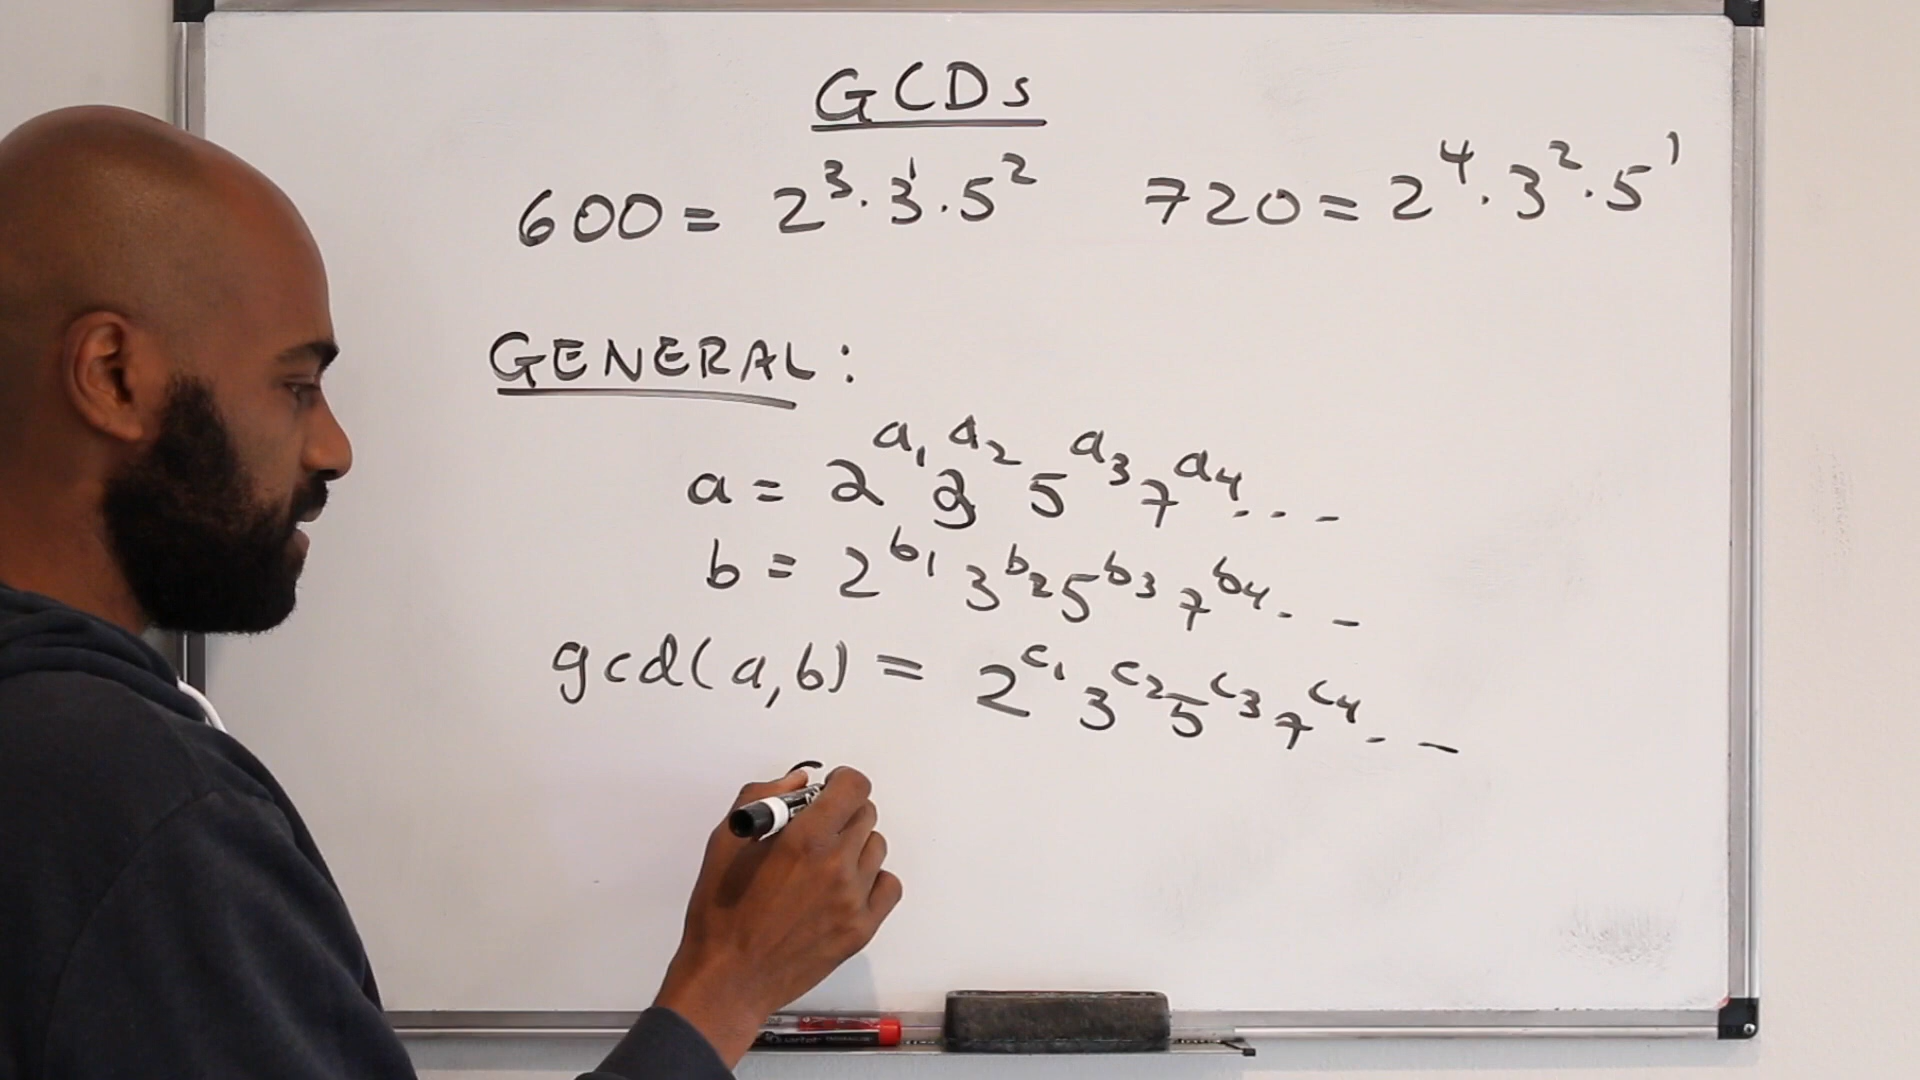 GCDs
600 = 2³·3¹·5² 720 = 2⁴·3²·5¹
GENERAL:
a = 2^a₁ 3^a₂ 5^a₃ 7^a₄ ...
b = 2^b₁ 3^b₂ 5^b₃ 7^b₄ ...
gcd(a,b) = 2^c₁ 3^c₂ 5^c₃ 7^c₄ ...